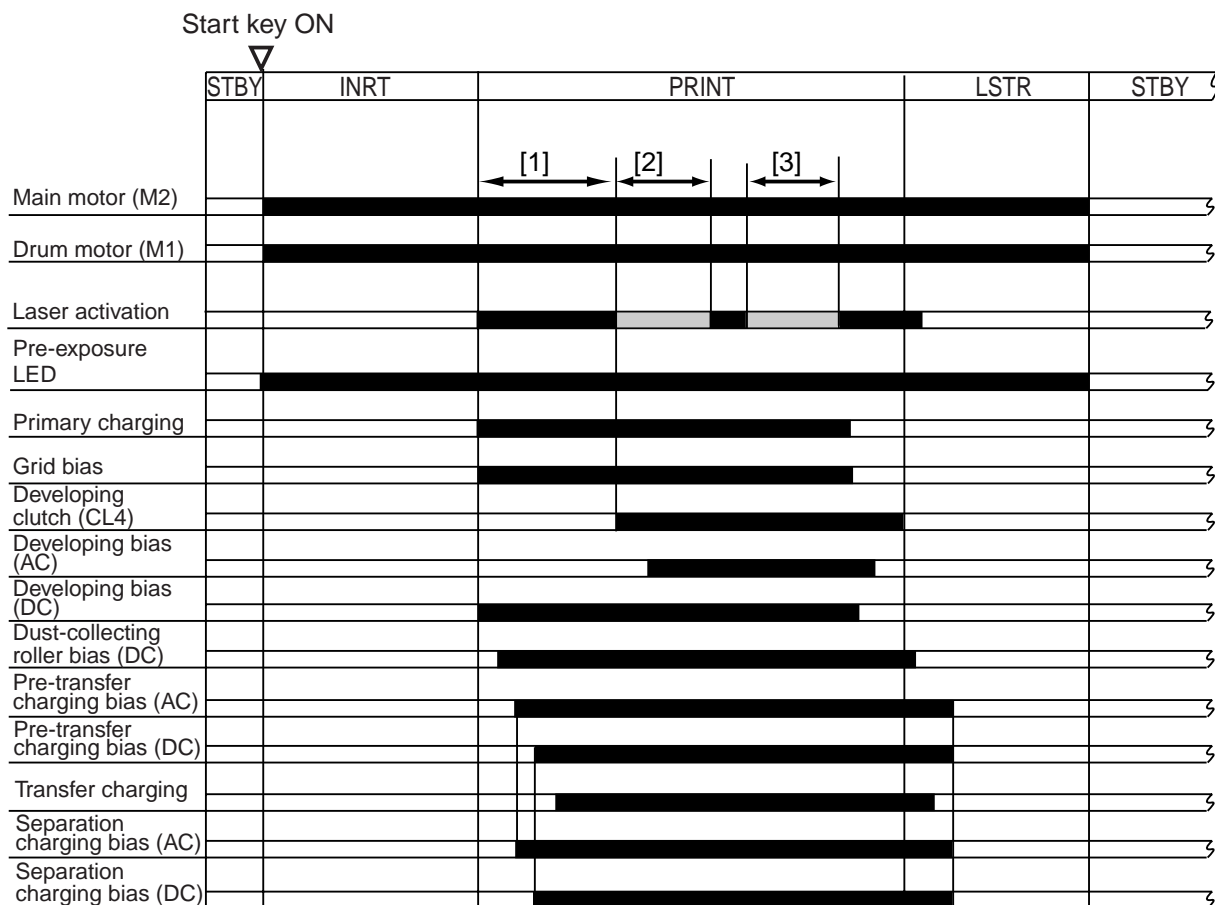 Start key ON
STBY INRT PRINT LSTR STBY
[1] [2] [3]
Main motor (M2)
Drum motor (M1)
Laser activation
Pre-exposure
LED
Primary charging
Grid bias
Developing
clutch (CL4)
Developing bias
(AC)
Developing bias
(DC)
Dust-collecting
roller bias (DC)
Pre-transfer
charging bias (AC)
Pre-transfer
charging bias (DC)
Transfer charging
Separation
charging bias (AC)
Separation
charging bias (DC)